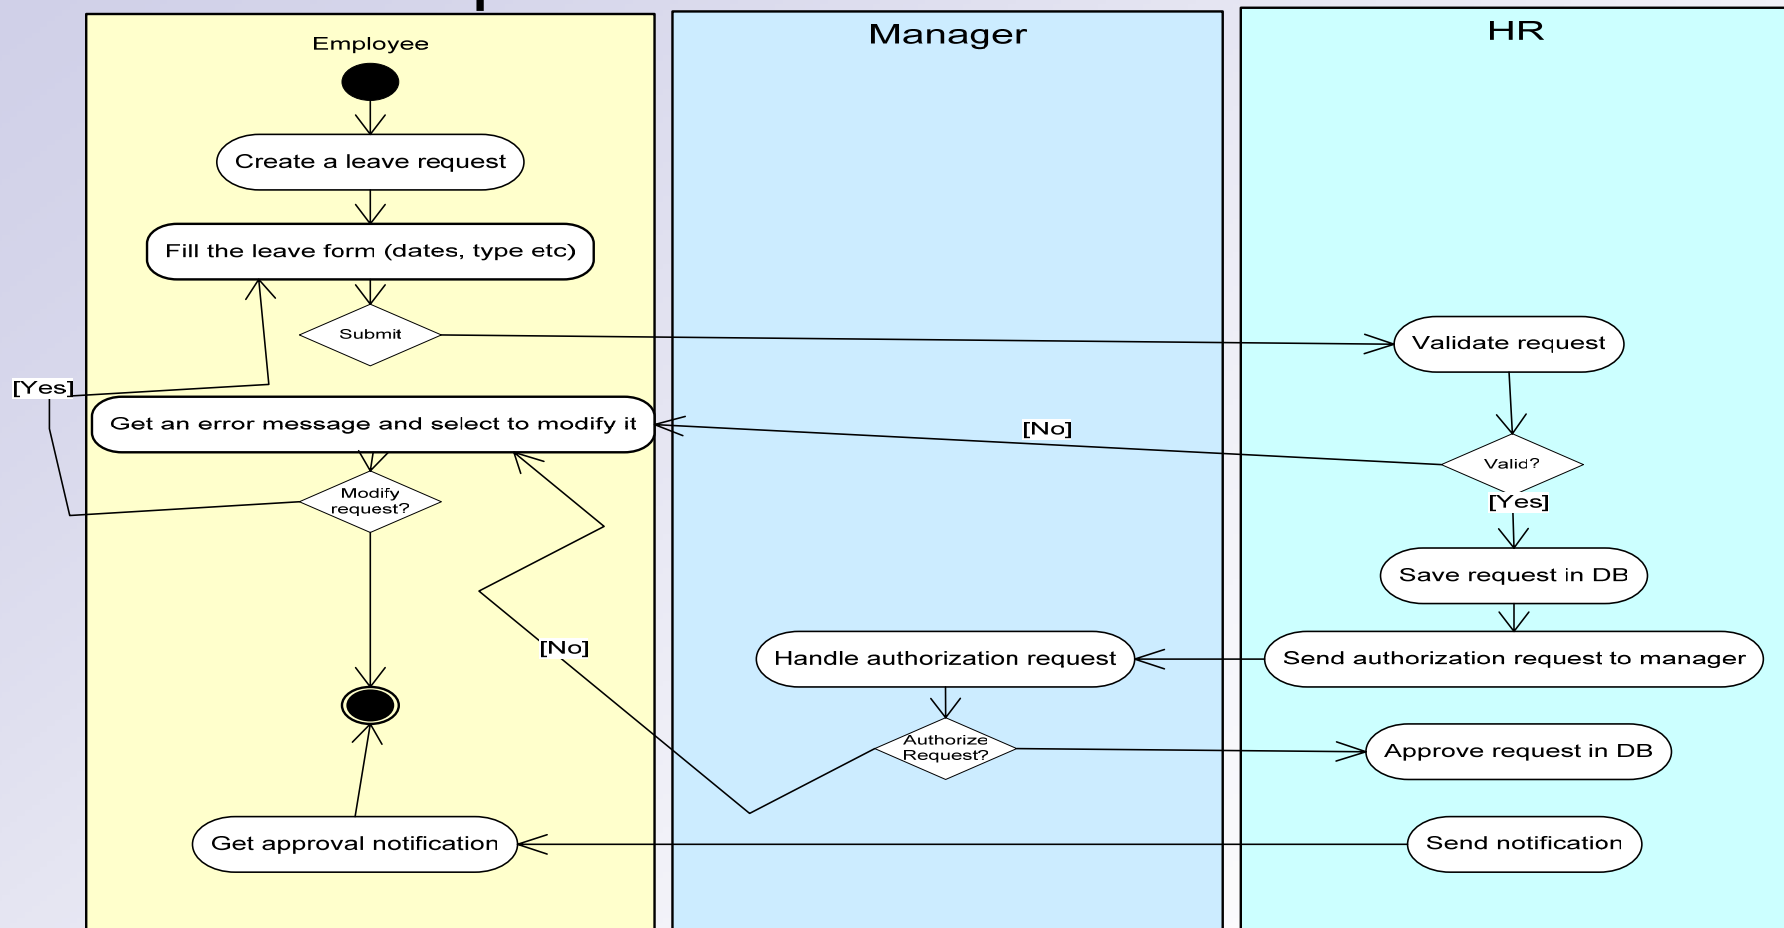 Employee
Manager
HR
Create a leave request
Fill the leave form (dates, type etc)
Submit
Validate request
[Yes]
Get an error message and select to modify it
[No]
Valid?
Modify
request?
[Yes]
Save request in DB
[No]
Handle authorization request
Send authorization request to manager
Authorize
Request?
Approve request in DB
Get approval notification
Send notification